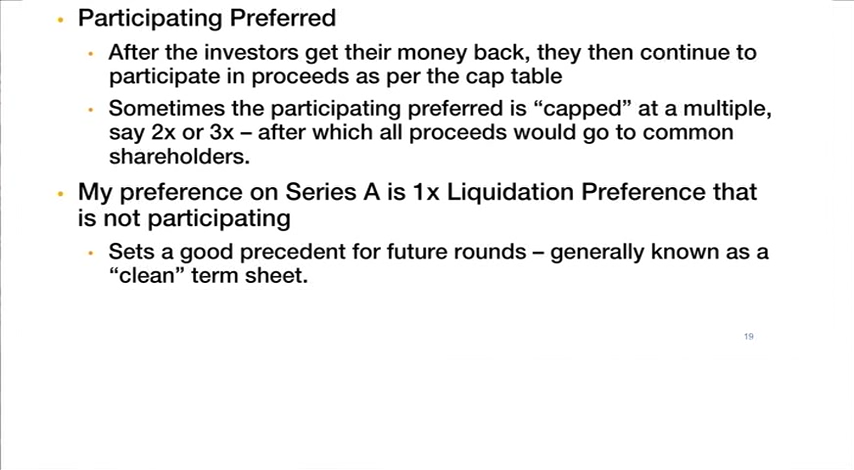 • Participating Preferred
• After the investors get their money back, they then continue to
participate in proceeds as per the cap table
• Sometimes the participating preferred is “capped” at a multiple,
say 2x or 3x – after which all proceeds would go to common
shareholders.
• My preference on Series A is 1x Liquidation Preference that
is not participating
• Sets a good precedent for future rounds – generally known as a
“clean” term sheet.
19